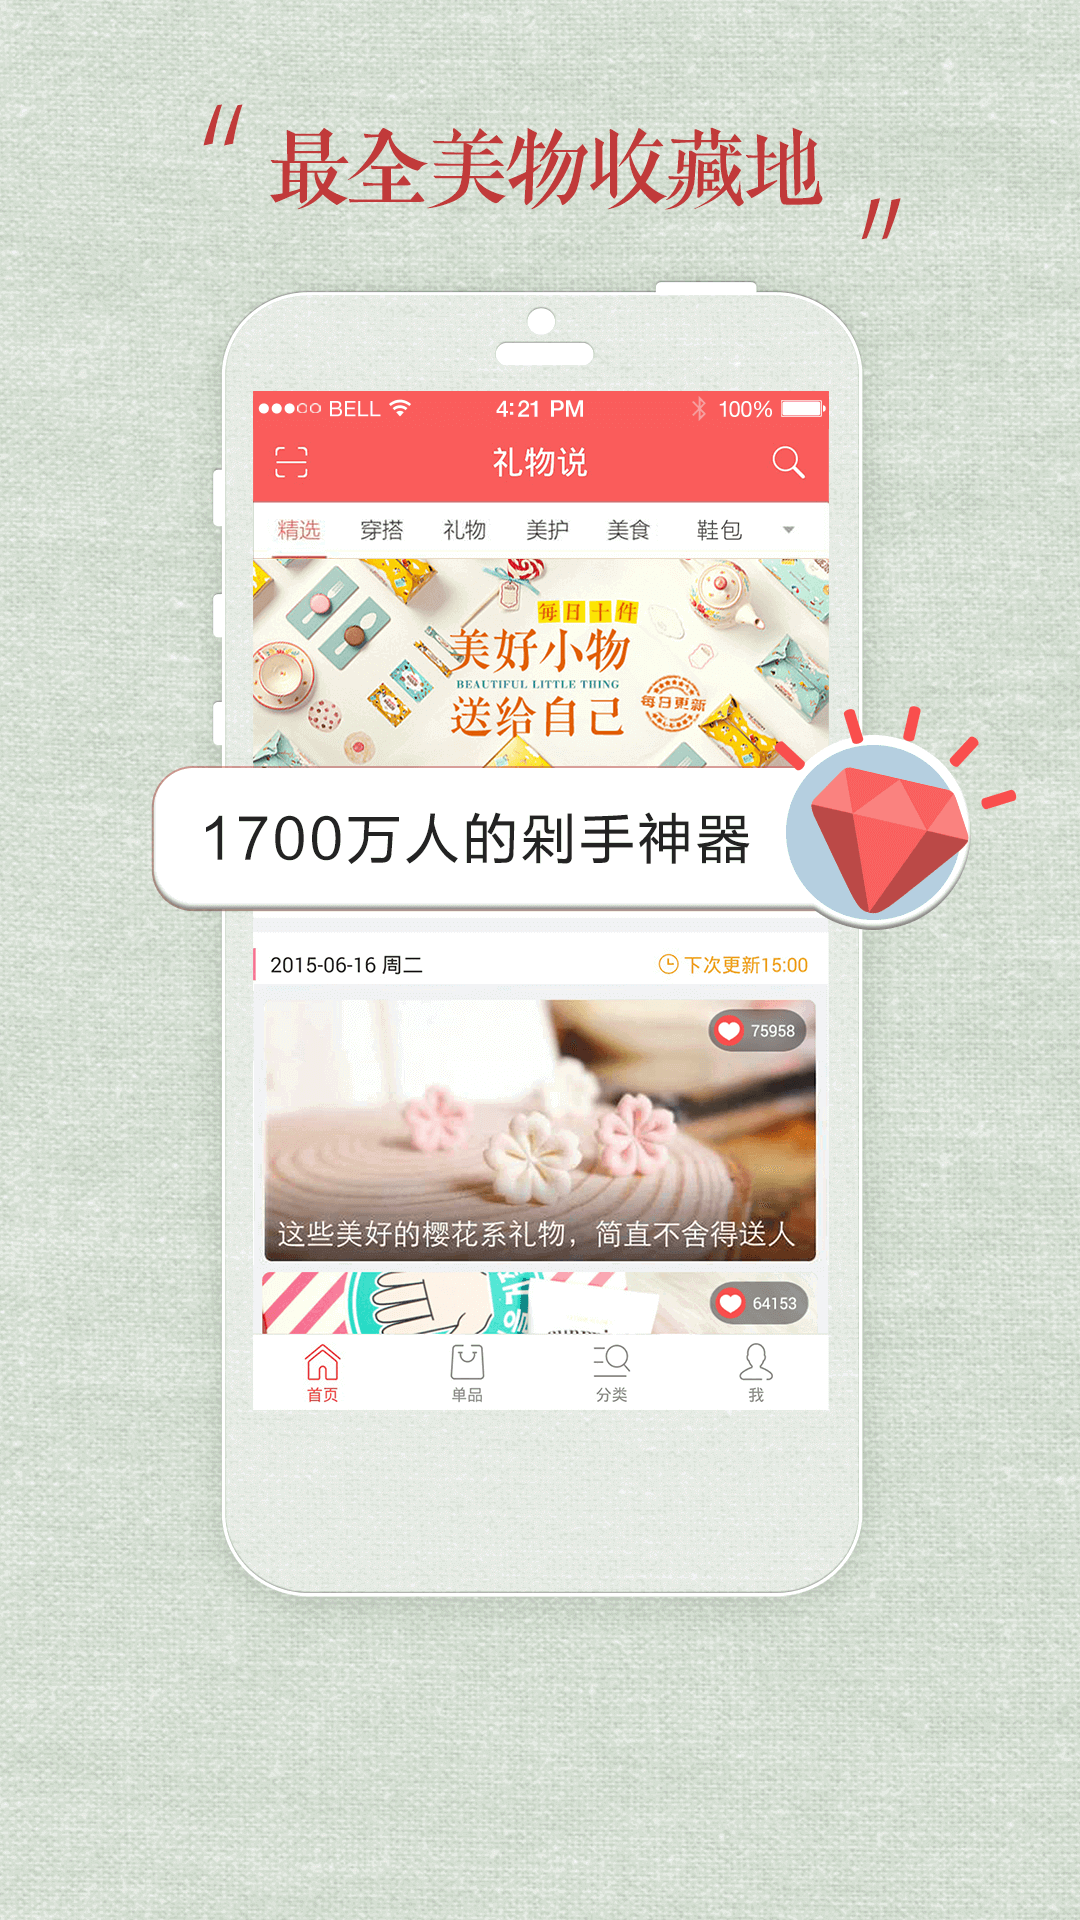 “最全美物收藏地”
BELL 4:21 PM 100%
礼物说
精选 穿搭 礼物 美护 美食 鞋包
每日十件
美好小物
BEAUTIFUL LITTLE THING
送给自己
每日更新
1700万人的剁手神器
2015-06-16 周二 下次更新15:00
75958
这些美好的樱花系礼物，简直不舍得送人
64153
首页 单品 分类 我